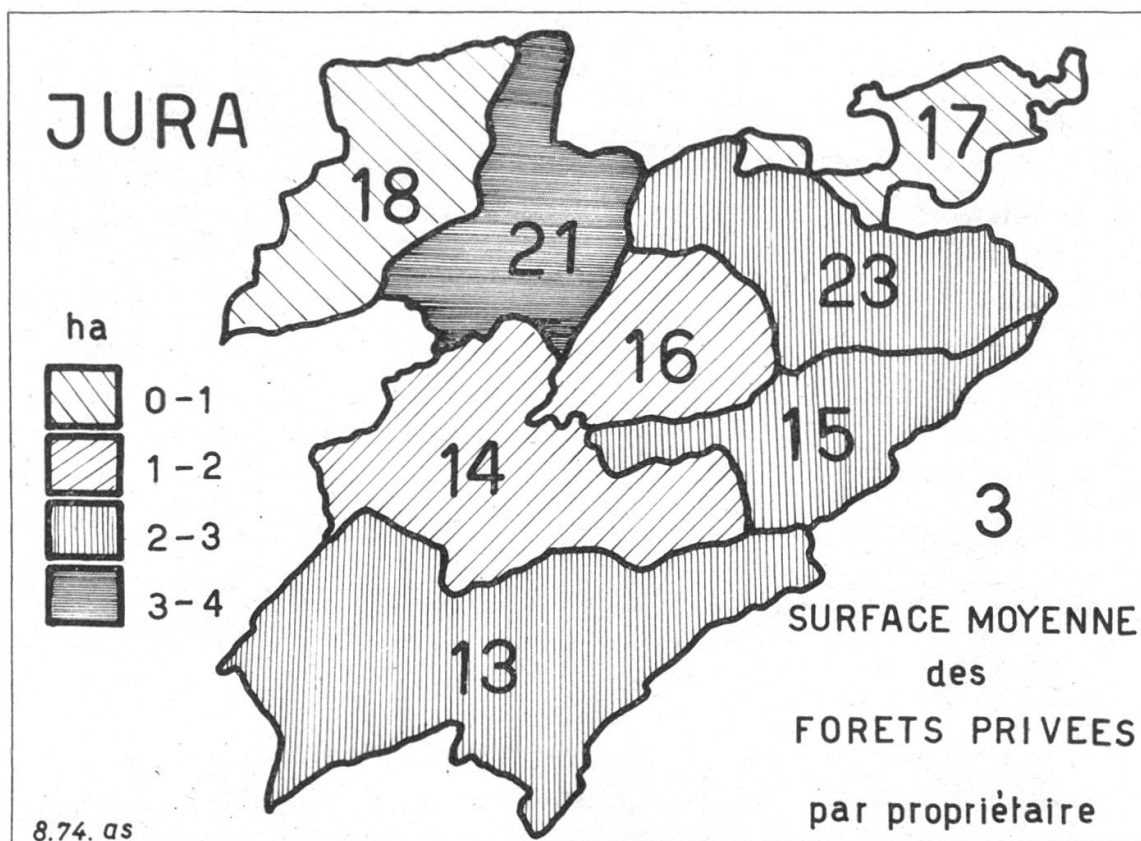 JURA
17
18
21
23
ha
16
0-1
15
1-2
14
3
2-3
3-4
SURFACE MOYENNE
13
des
FORETS PRIVEES
par propriétaire
8.74. as